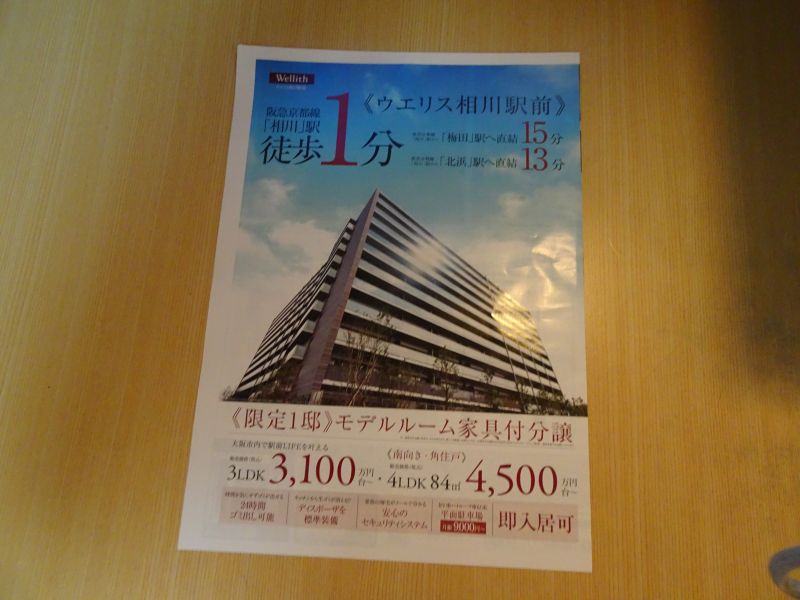 Wellith
《ウエリス相川駅前》
阪急京都線
「相川」駅
徒歩1分
「梅田」駅へ直結 15分
「北浜」駅へ直結 13分
《限定1邸》モデルルーム家具付分譲
大阪市内で駅前LIFEを叶える
《南向き・角住戸》
3LDK 3,100万円台〜・4LDK 84㎡ 4,500万円台〜
24時間
ゴミ出し可能
ディスポーザを
標準装備
安心の
セキュリティシステム
平面駐車場
月額9000円〜
即入居可